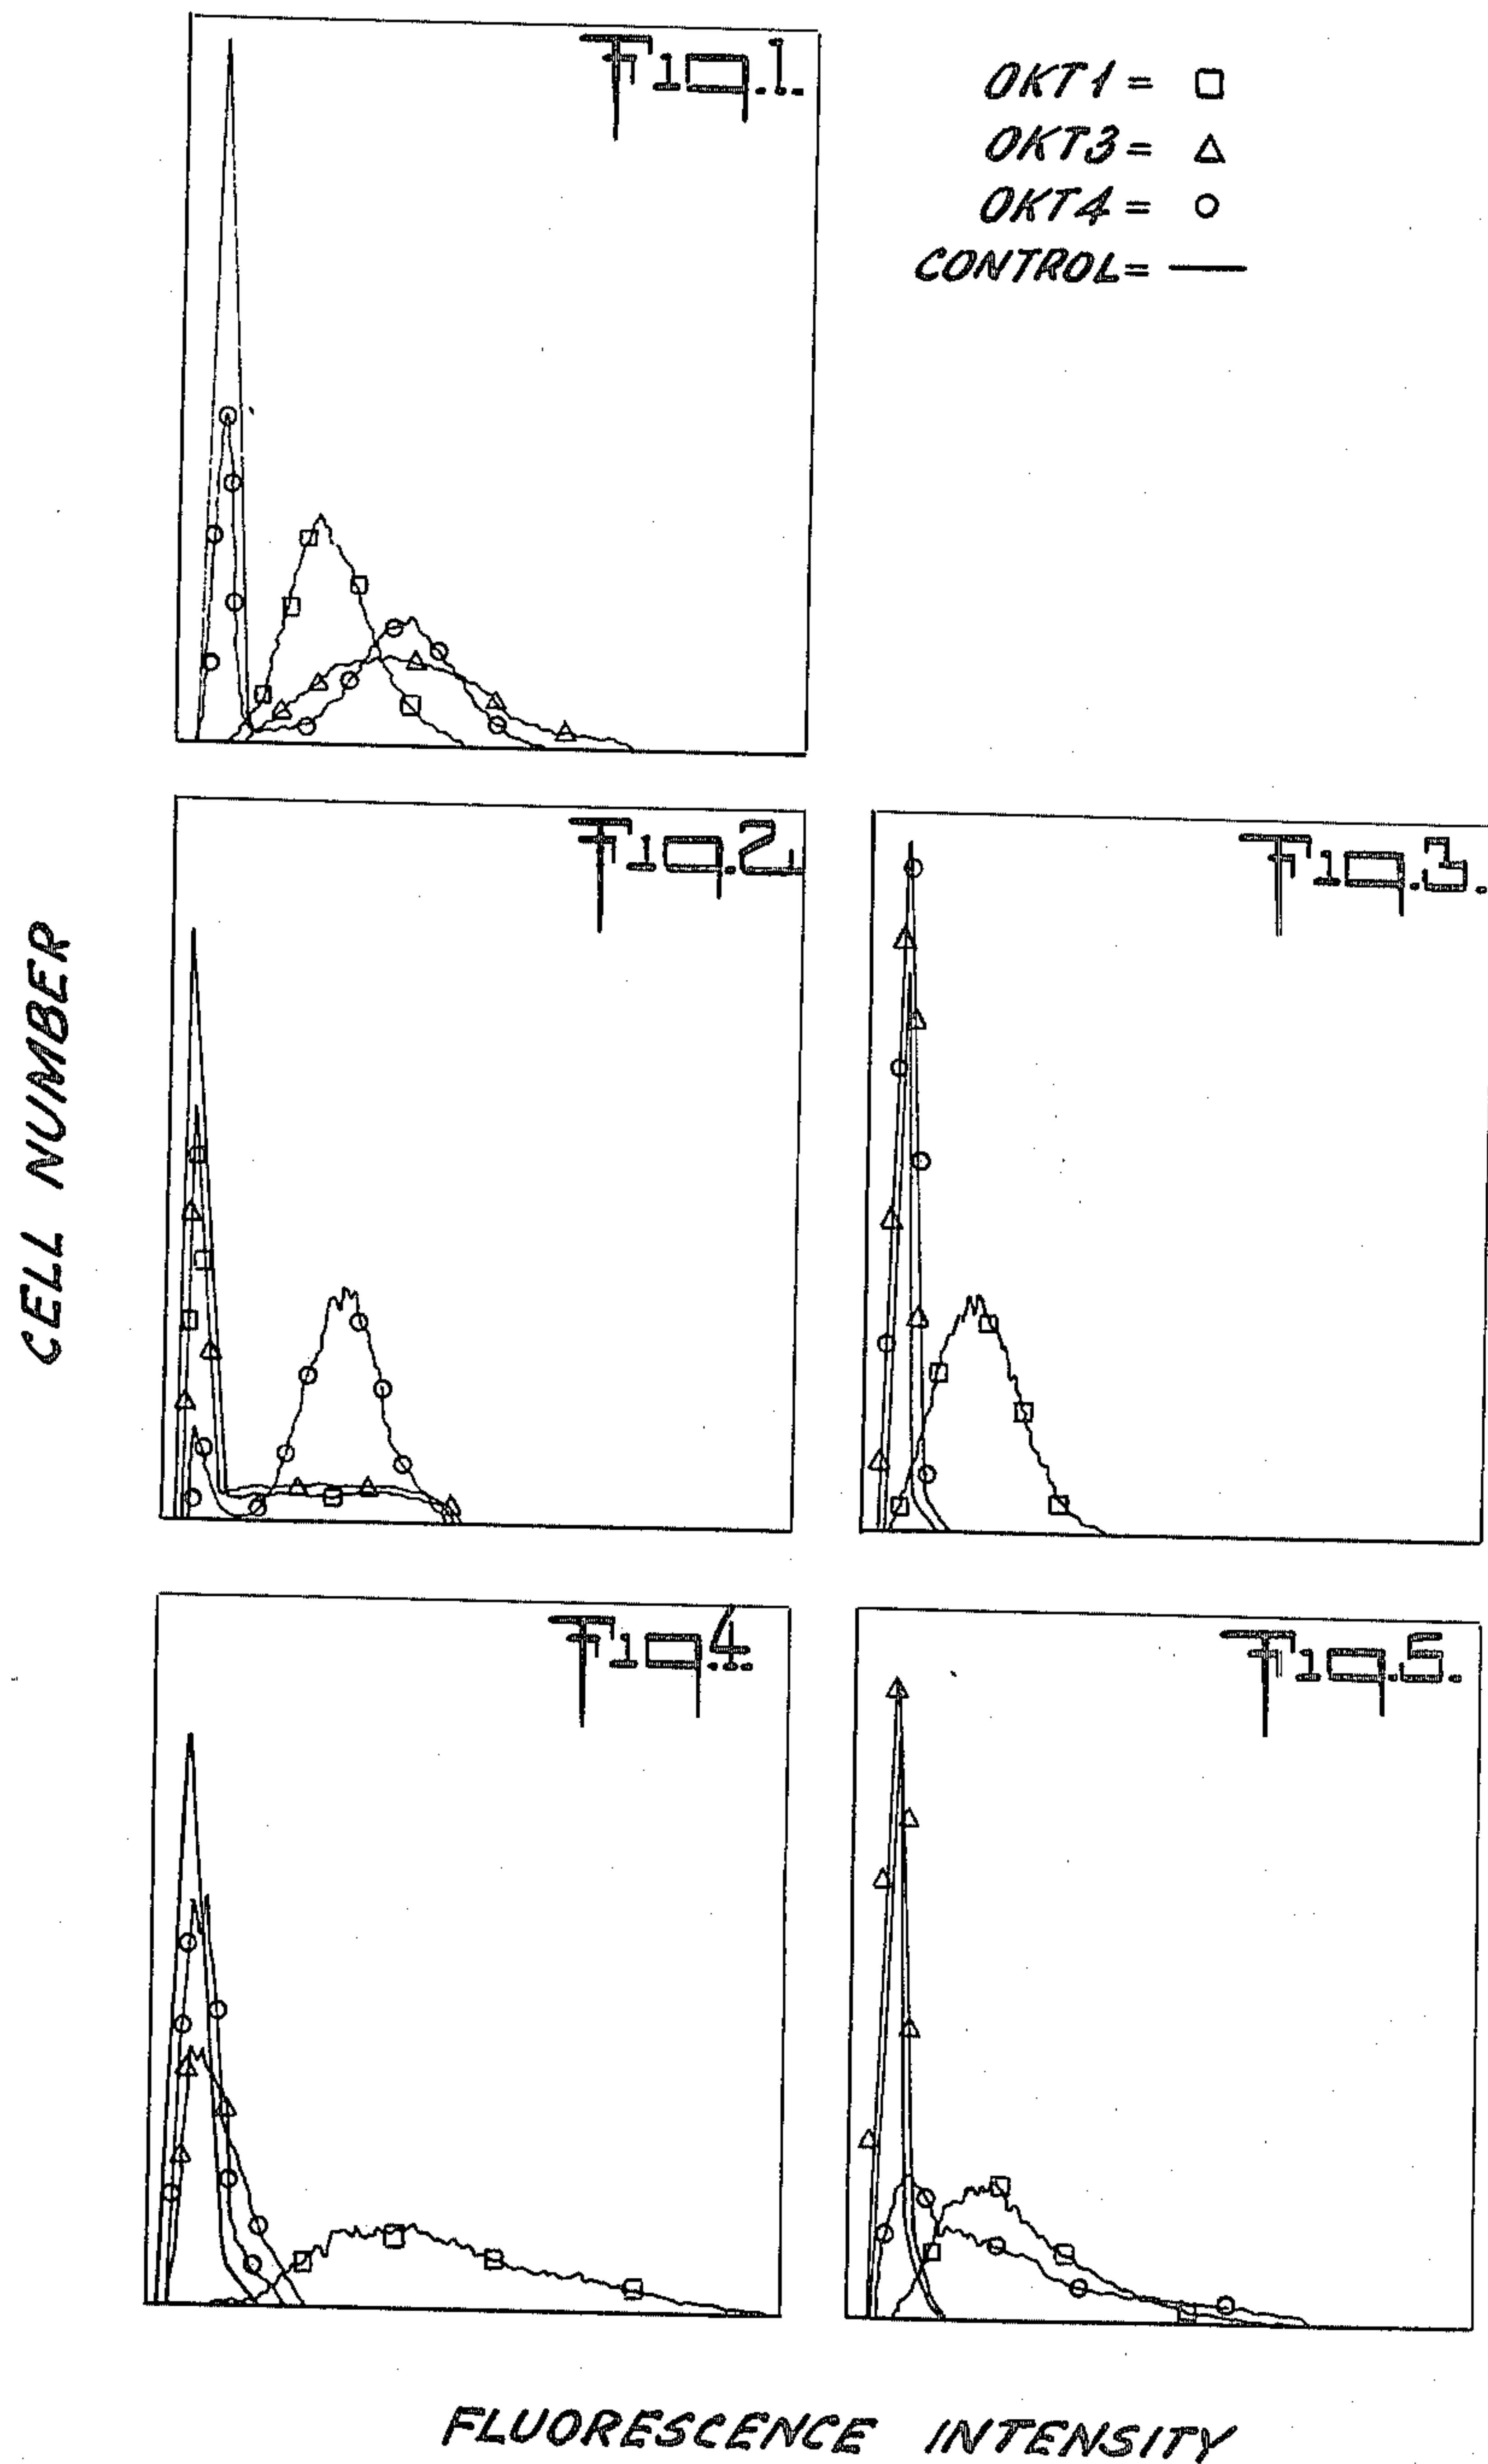 Fig.1.
OKT1 = □
OKT3 = △
OKT4 = ○
CONTROL = —
CELL NUMBER
Fig.2.
Fig.3.
Fig.4.
Fig.5.
FLUORESCENCE INTENSITY